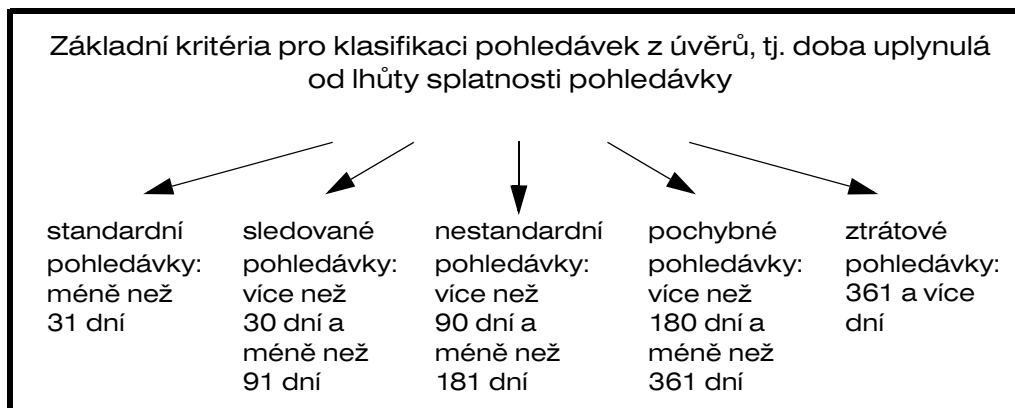 Základní kritéria pro klasifikaci pohledávek z úvěrů, tj. doba uplynulá
od lhůty splatnosti pohledávky
standardní
pohledávky:
méně než
31 dní
sledované
pohledávky:
více než
30 dní a
méně než
91 dní
nestandardní
pohledávky:
více než
90 dní a
méně než
181 dní
pochybné
pohledávky:
více než
180 dní a
méně než
361 dní
ztrátové
pohledávky:
361 a více
dní